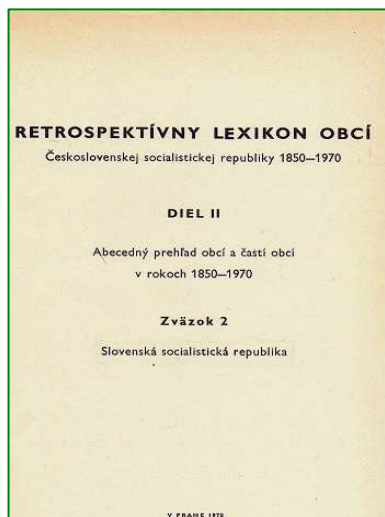 RETROSPEKTÍVNY LEXIKON OBCÍ
Československej socialistickej republiky 1850—1970
DIEL II
Abecedný prehľad obcí a častí obcí
v rokoch 1850—1970
Zväzok 2
Slovenská socialistická republika
V PRAHE 1978